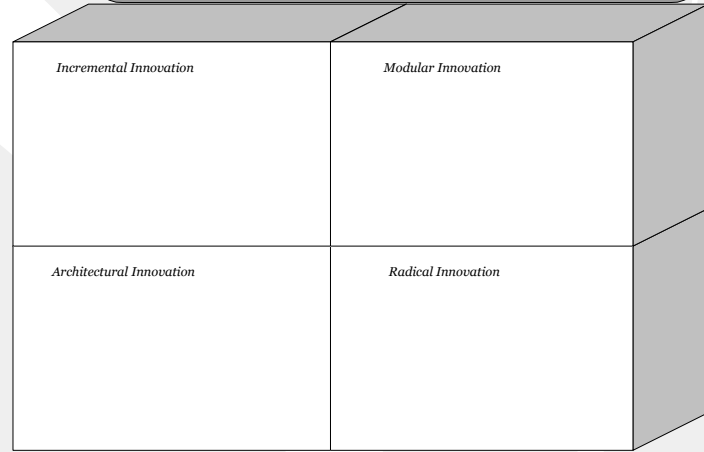 Incremental Innovation
Modular Innovation
Architectural Innovation
Radical Innovation